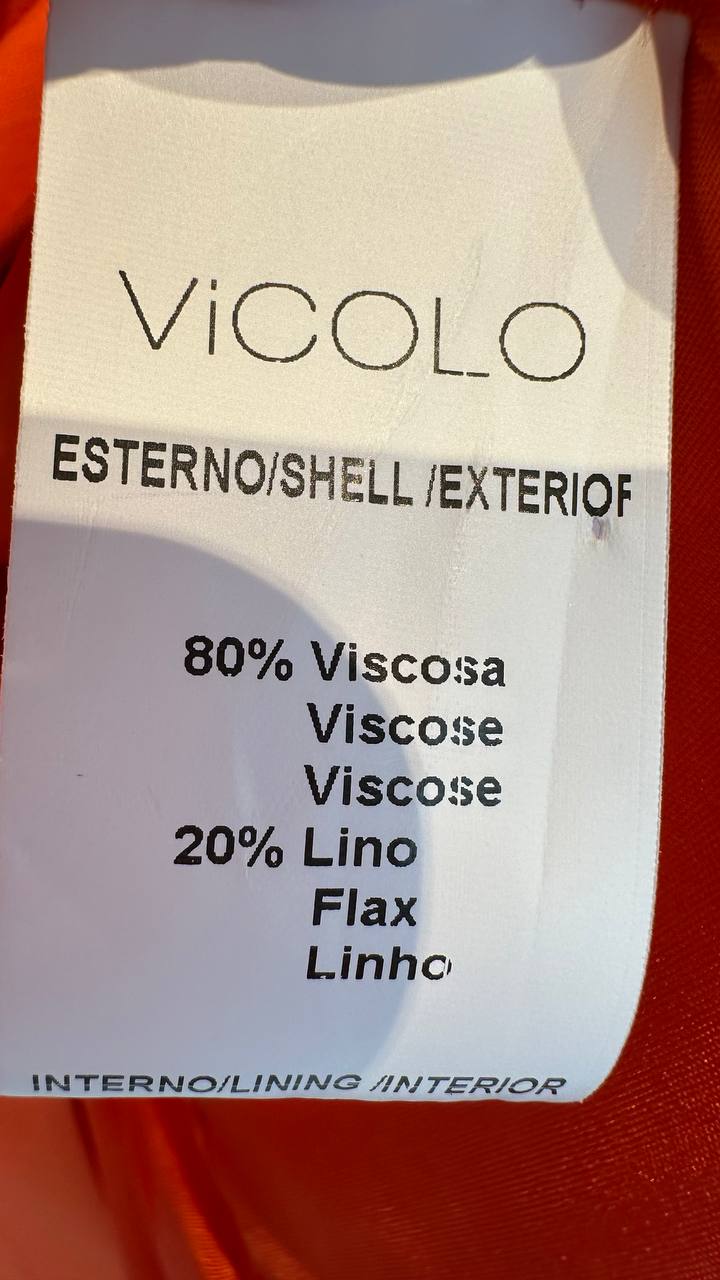 ViCOLO
ESTERNO/SHELL /EXTERIOR
80% Viscosa
Viscose
Viscose
20% Lino
Flax
Linho
INTERNO/LINING /INTERIOR